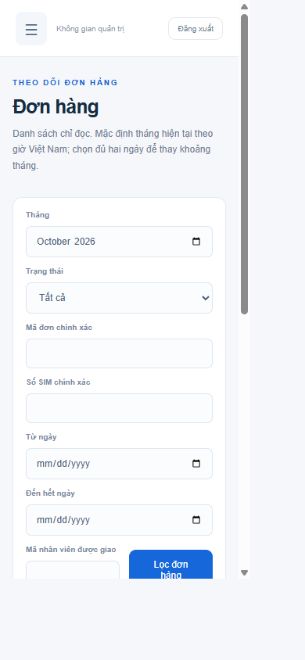 Không gian quản trị
Đăng xuất
THEO DÕI ĐƠN HÀNG
Đơn hàng
Danh sách chỉ đọc. Mặc định tháng hiện tại theo
giờ Việt Nam; chọn đủ hai ngày để thay khoảng
tháng.
Tháng
October 2026
Trạng thái
Tất cả
Mã đơn chính xác
Số SIM chính xác
Từ ngày
mm/dd/yyyy
Đến hết ngày
mm/dd/yyyy
Mã nhân viên được giao
Lọc đơn
hàng